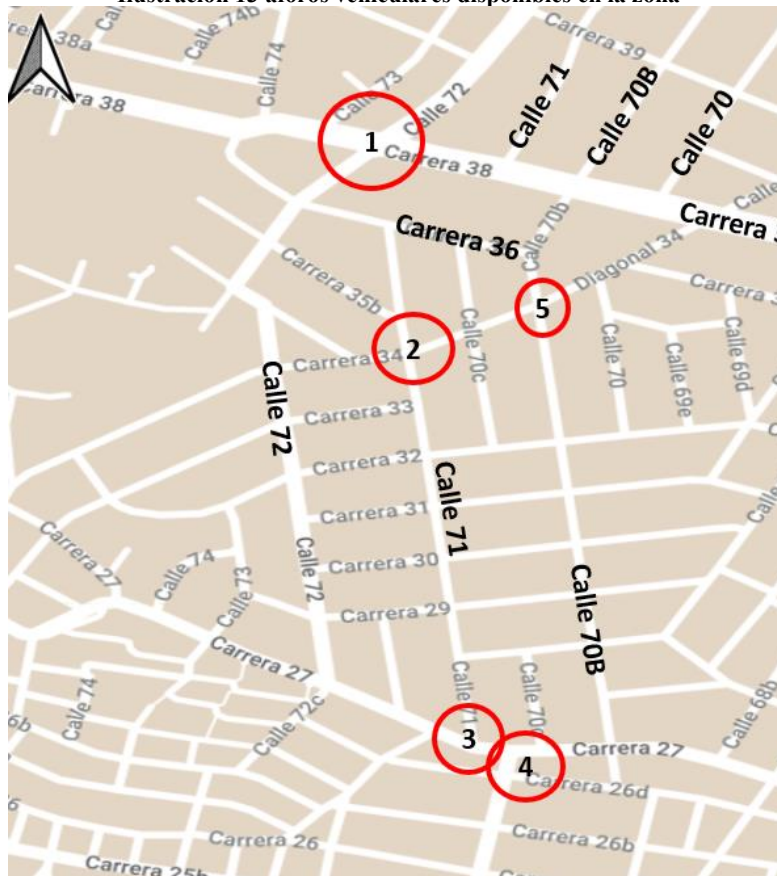 Ilustración 13 aforos vehiculares disponibles en la zona
Calle 74b
Carrera 39
38a
Calle 74
Calle 73
Calle 72
Calle 71
Calle 70B
Calle 70
Carrera 38
1
Carrera 38
Calle 70b
Carrera 36
Diagonal 34
Carrera 35b
5
2
Carrera 34
Calle 70c
Calle 70
Calle 69e
Calle 69d
Calle 72
Carrera 33
Carrera 32
Calle 71
Carrera 31
Carrera 30
Carrera 29
Calle 72
Carrera 27
Calle 74
Calle 73
Calle 70B
Carrera 27
Calle 71
Calle 68b
Calle 74
Calle 72c
3
4
Carrera 27
Carrera 26d
6b
Carrera 26
Carrera 26b
Carrera 25b